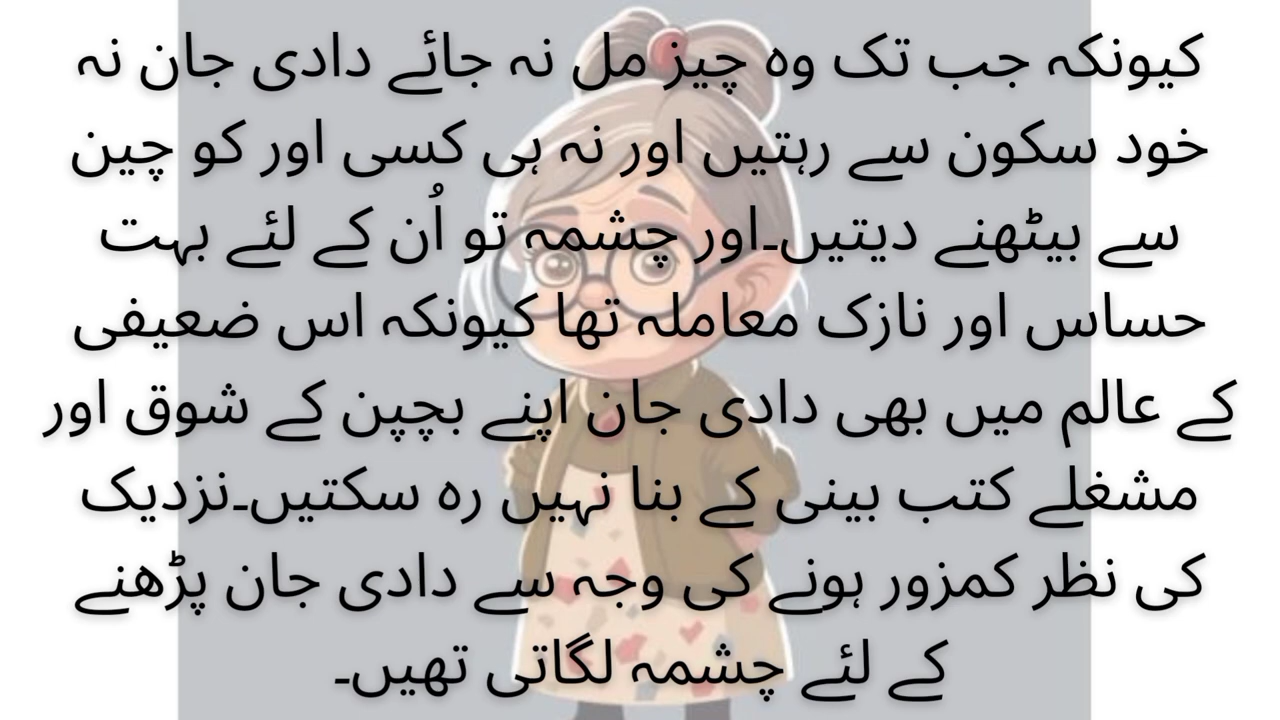 کیونکہ جب تک وہ چیز مل نہ جائے دادی جان نہ
خود سکون سے رہتیں اور نہ ہی کسی اور کو چین
سے بیٹھنے دیتیں۔اور چشمہ تو اُن کے لئے بہت
حساس اور نازک معاملہ تھا کیونکہ اس ضعیفی
کے عالم میں بھی دادی جان اپنے بچپن کے شوق اور
مشغلے کتب بینی کے بنا نہیں رہ سکتیں۔نزدیک
کی نظر کمزور ہونے کی وجہ سے دادی جان پڑھنے
کے لئے چشمہ لگاتی تھیں۔